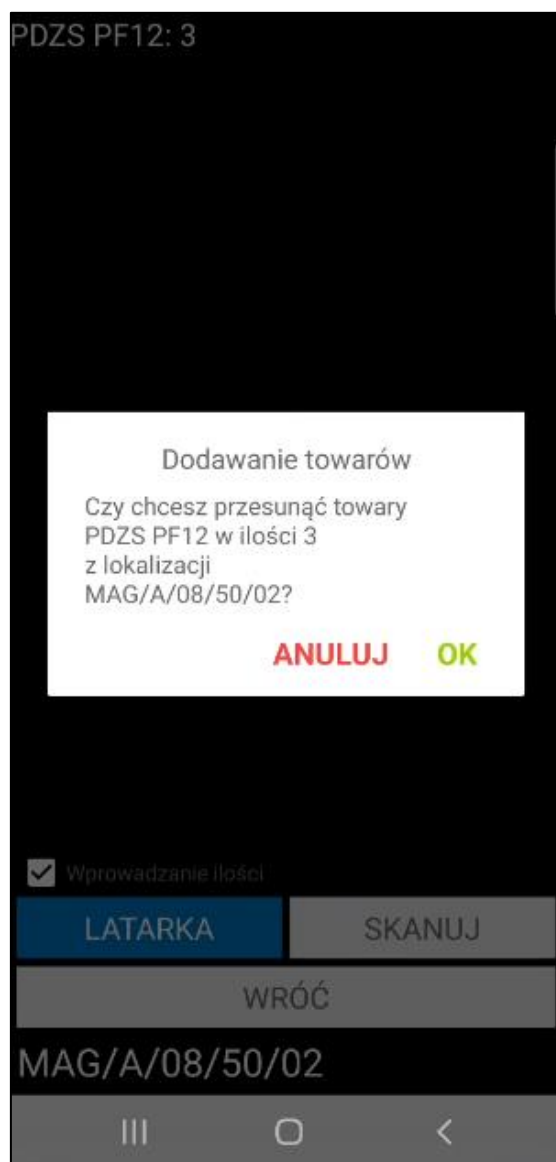 PDZS PF12: 3
Dodawanie towarów
Czy chcesz przesunąć towary
PDZS PF12 w ilości 3
z lokalizacji
MAG/A/08/50/02?
ANULUJ OK
Wprowadzanie ilości
LATARKA SKANUJ
WRÓĆ
MAG/A/08/50/02